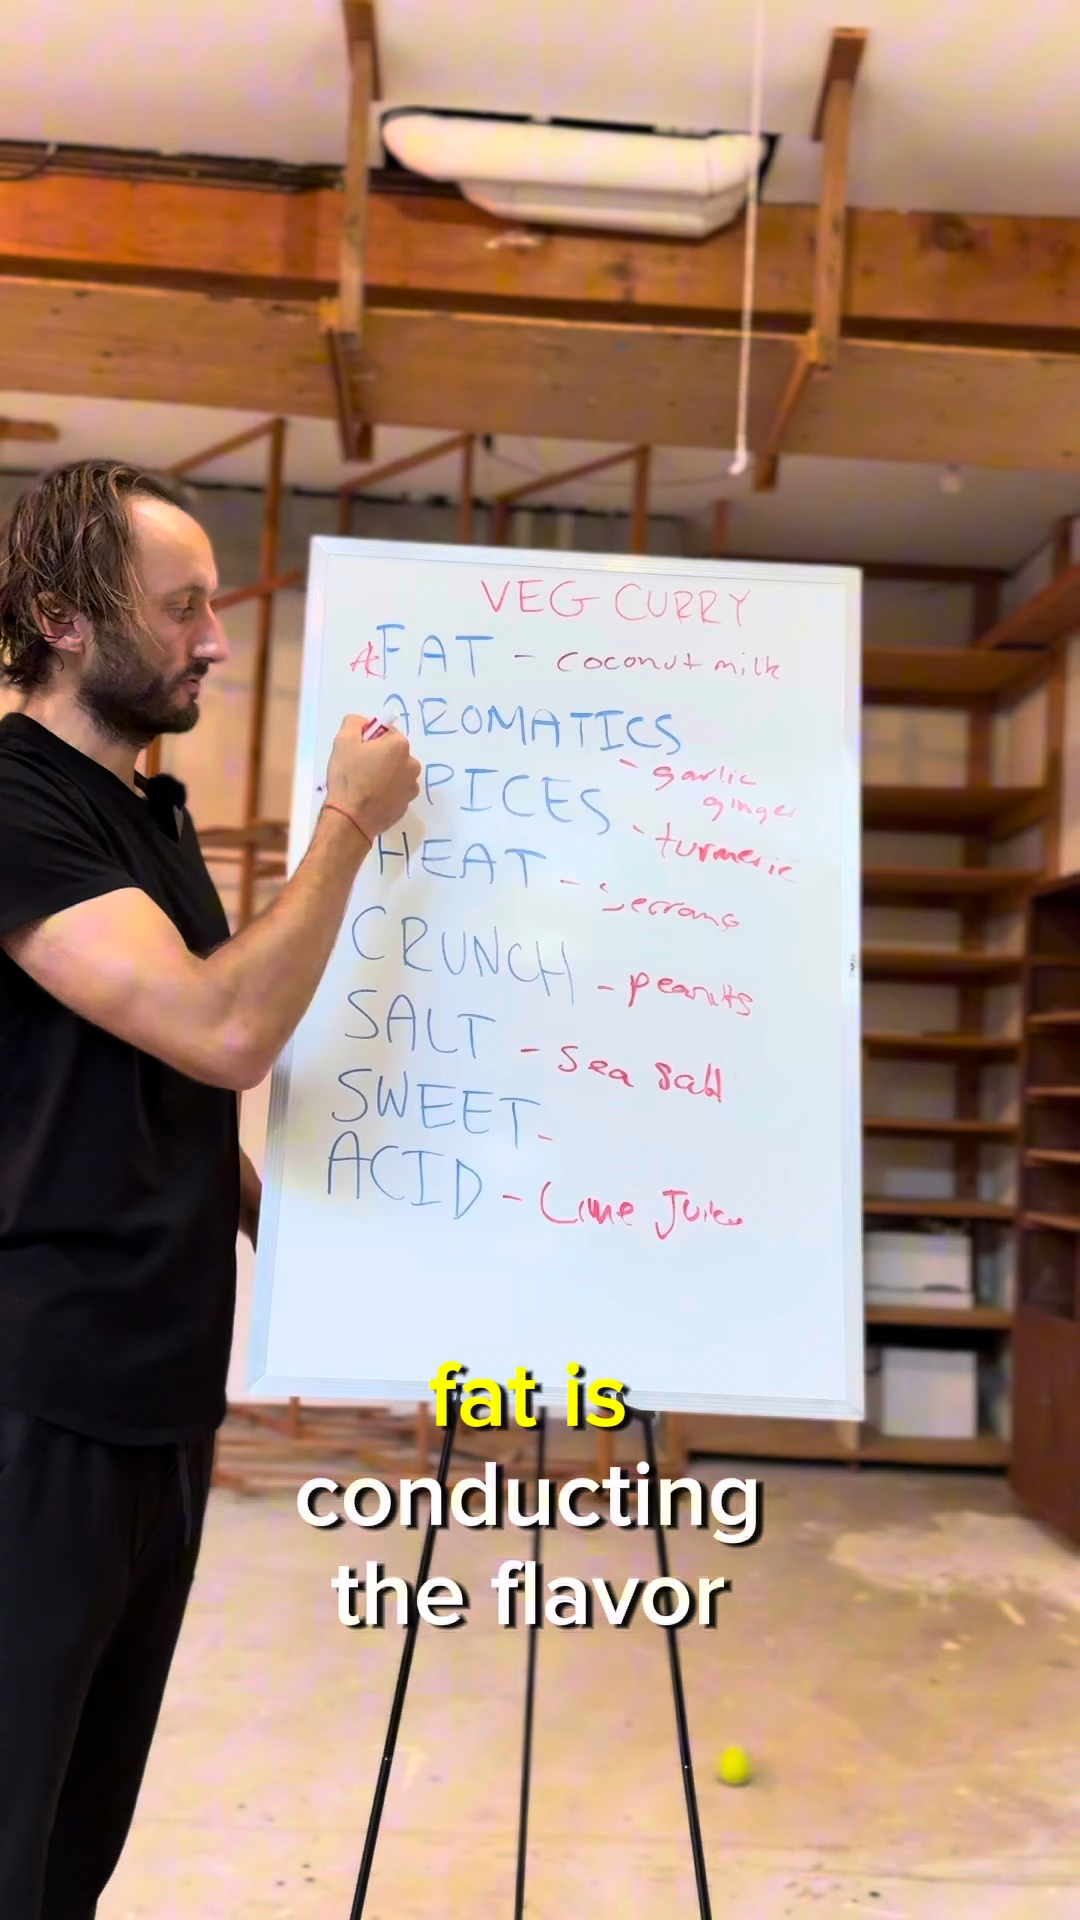 VEG CURRY
FAT - coconut milk
AROMATICS
- garlic
ginger
SPICES - turmeric
HEAT - serrano
CRUNCH - peanuts
SALT - sea salt
SWEET -
ACID - Lime Juice
fat is
conducting
the flavor